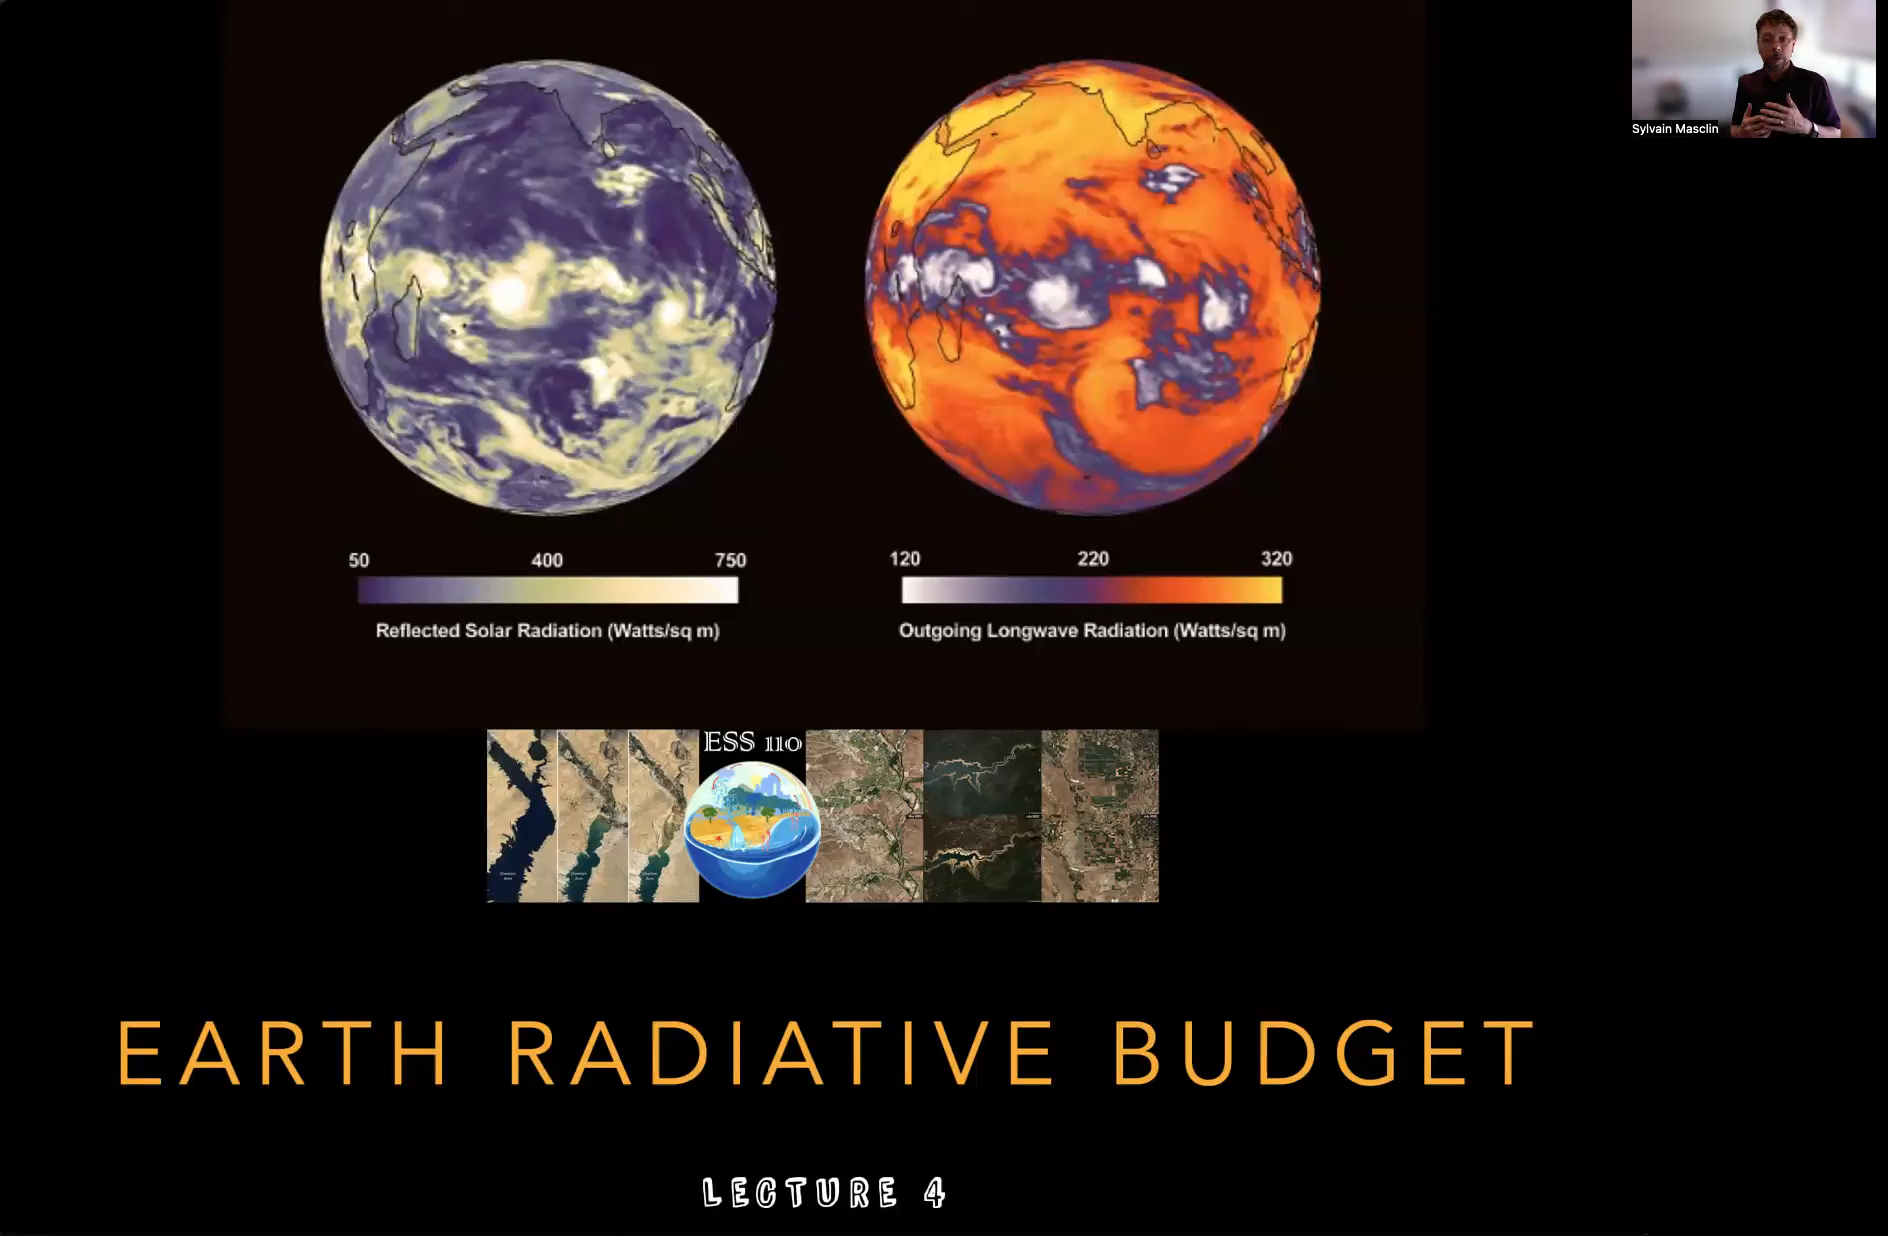 Sylvain Masclin
50 400 750
Reflected Solar Radiation (Watts/sq m)
120 220 320
Outgoing Longwave Radiation (Watts/sq m)
ESS 110
EARTH RADIATIVE BUDGET
LECTURE 4